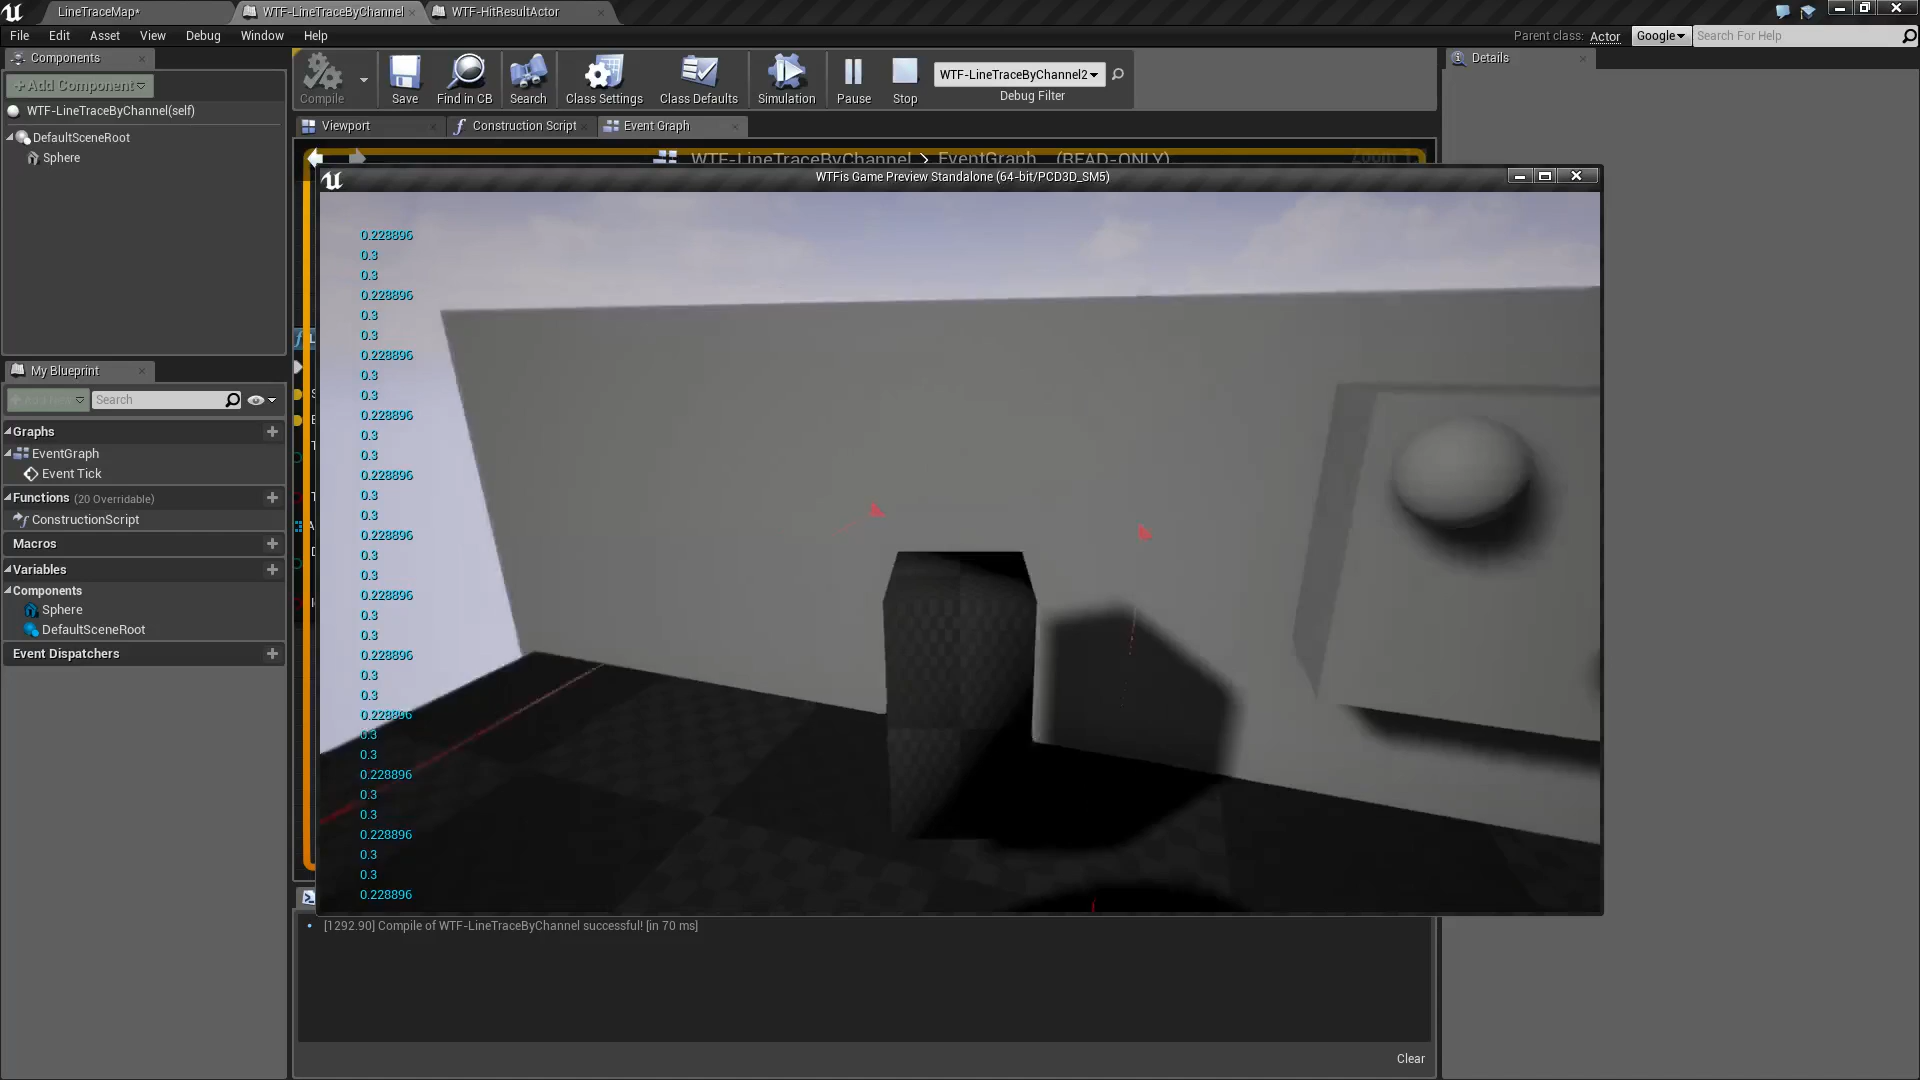 LineTraceMap*
WTF-LineTraceByChannel
WTF-HitResultActor
File Edit Asset View Debug Window Help
Parent class: Actor
Google
Search For Help
Components
+Add Component
WTF-LineTraceByChannel(self)
DefaultSceneRoot
Sphere
Compile
Save
Find in CB
Search
Class Settings
Class Defaults
Simulation
Pause
Stop
WTF-LineTraceByChannel2
Debug Filter
Details
Viewport
Construction Script
Event Graph
WTF-LineTraceByChannel > EventGraph (READ-ONLY)
WTFis Game Preview Standalone (64-bit/PCD3D_SM5)
0.228896
0.3
0.3
0.228896
0.3
0.3
0.228896
0.3
0.3
0.228896
0.3
0.3
0.228896
0.3
0.3
0.228896
0.3
0.3
0.228896
0.3
0.3
0.228896
0.3
0.3
0.228896
0.3
0.3
0.228896
0.3
0.3
0.228896
0.3
0.3
0.228896
My Blueprint
Search
Graphs
EventGraph
Event Tick
Functions (20 Overridable)
ConstructionScript
Macros
Variables
Components
Sphere
DefaultSceneRoot
Event Dispatchers
[1292.90] Compile of WTF-LineTraceByChannel successful! [in 70 ms]
Clear